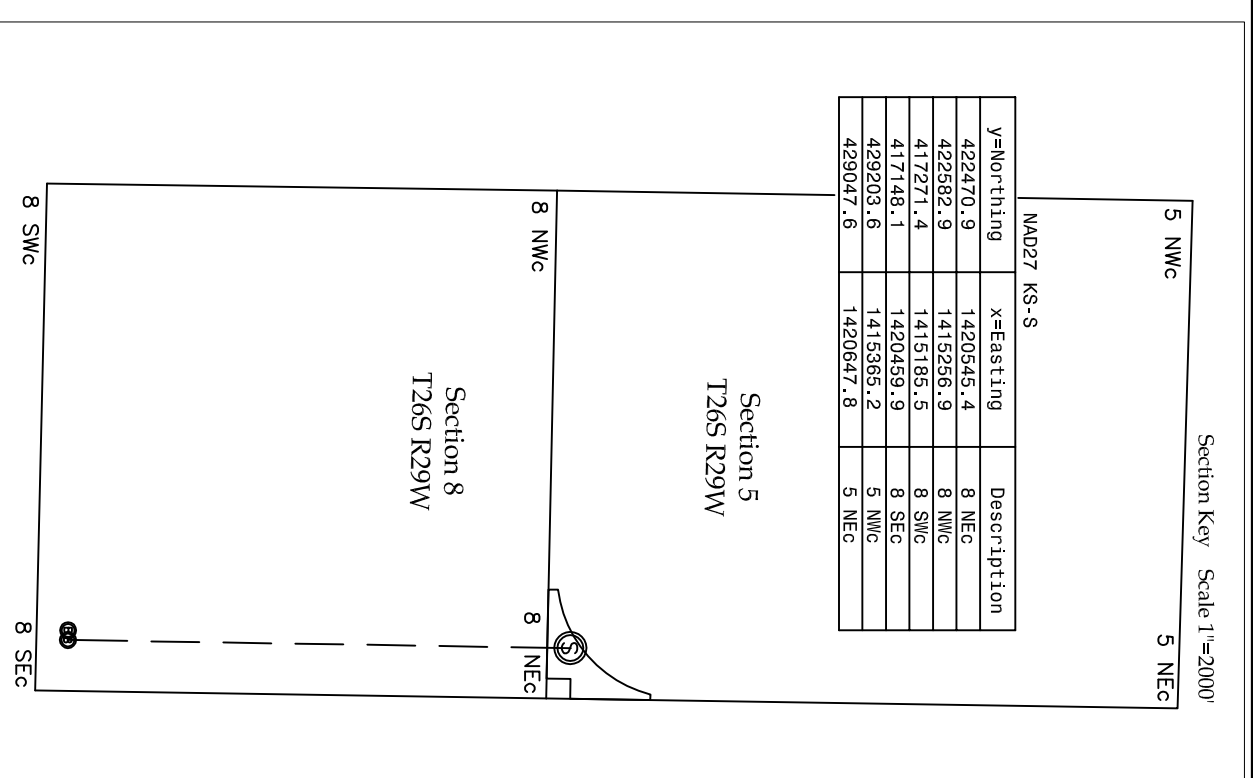 Section Key Scale 1"=2000'
5 NWc
5 NEc
NAD27 KS-S
y=Northing x=Easting Description
422470.9 1420545.4 8 NEc
422582.9 1415256.9 8 NWc
417271.4 1415185.5 8 SWc
417148.1 1420459.9 8 SEc
429203.6 1415365.2 5 NWc
429047.6 1420647.8 5 NEc
Section 5
T26S R29W
S
8 NWc
8 NEc
Section 8
T26S R29W
8 SWc
8 SEc